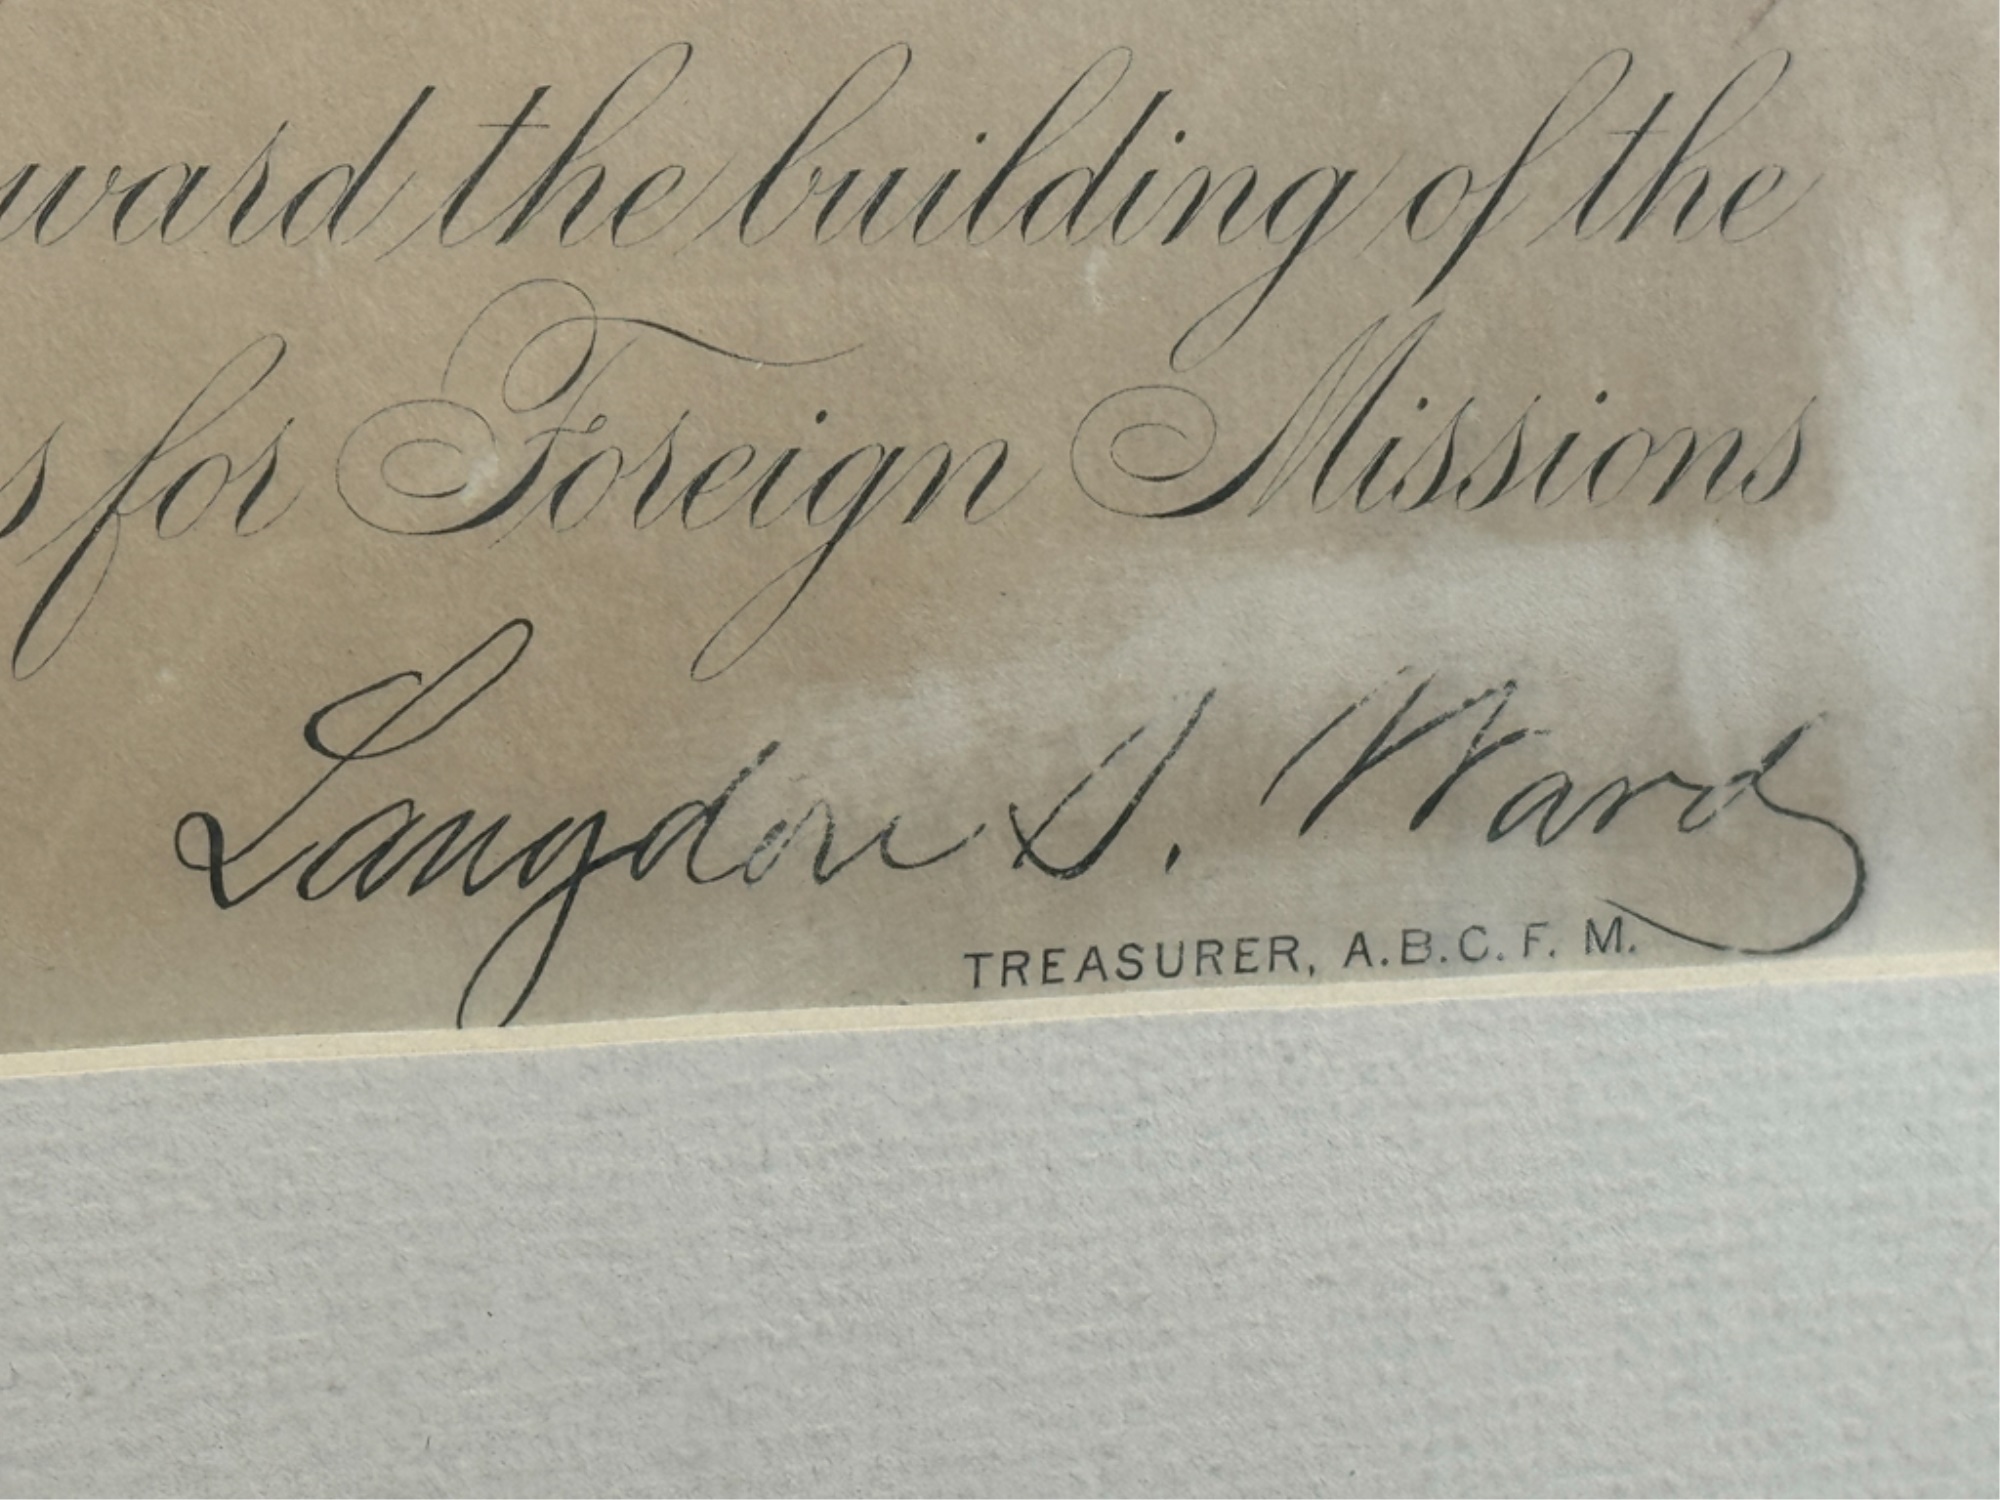 ward the building of the
s for Foreign Missions
Langdon S. Ward
TREASURER, A.B.C.F.M.